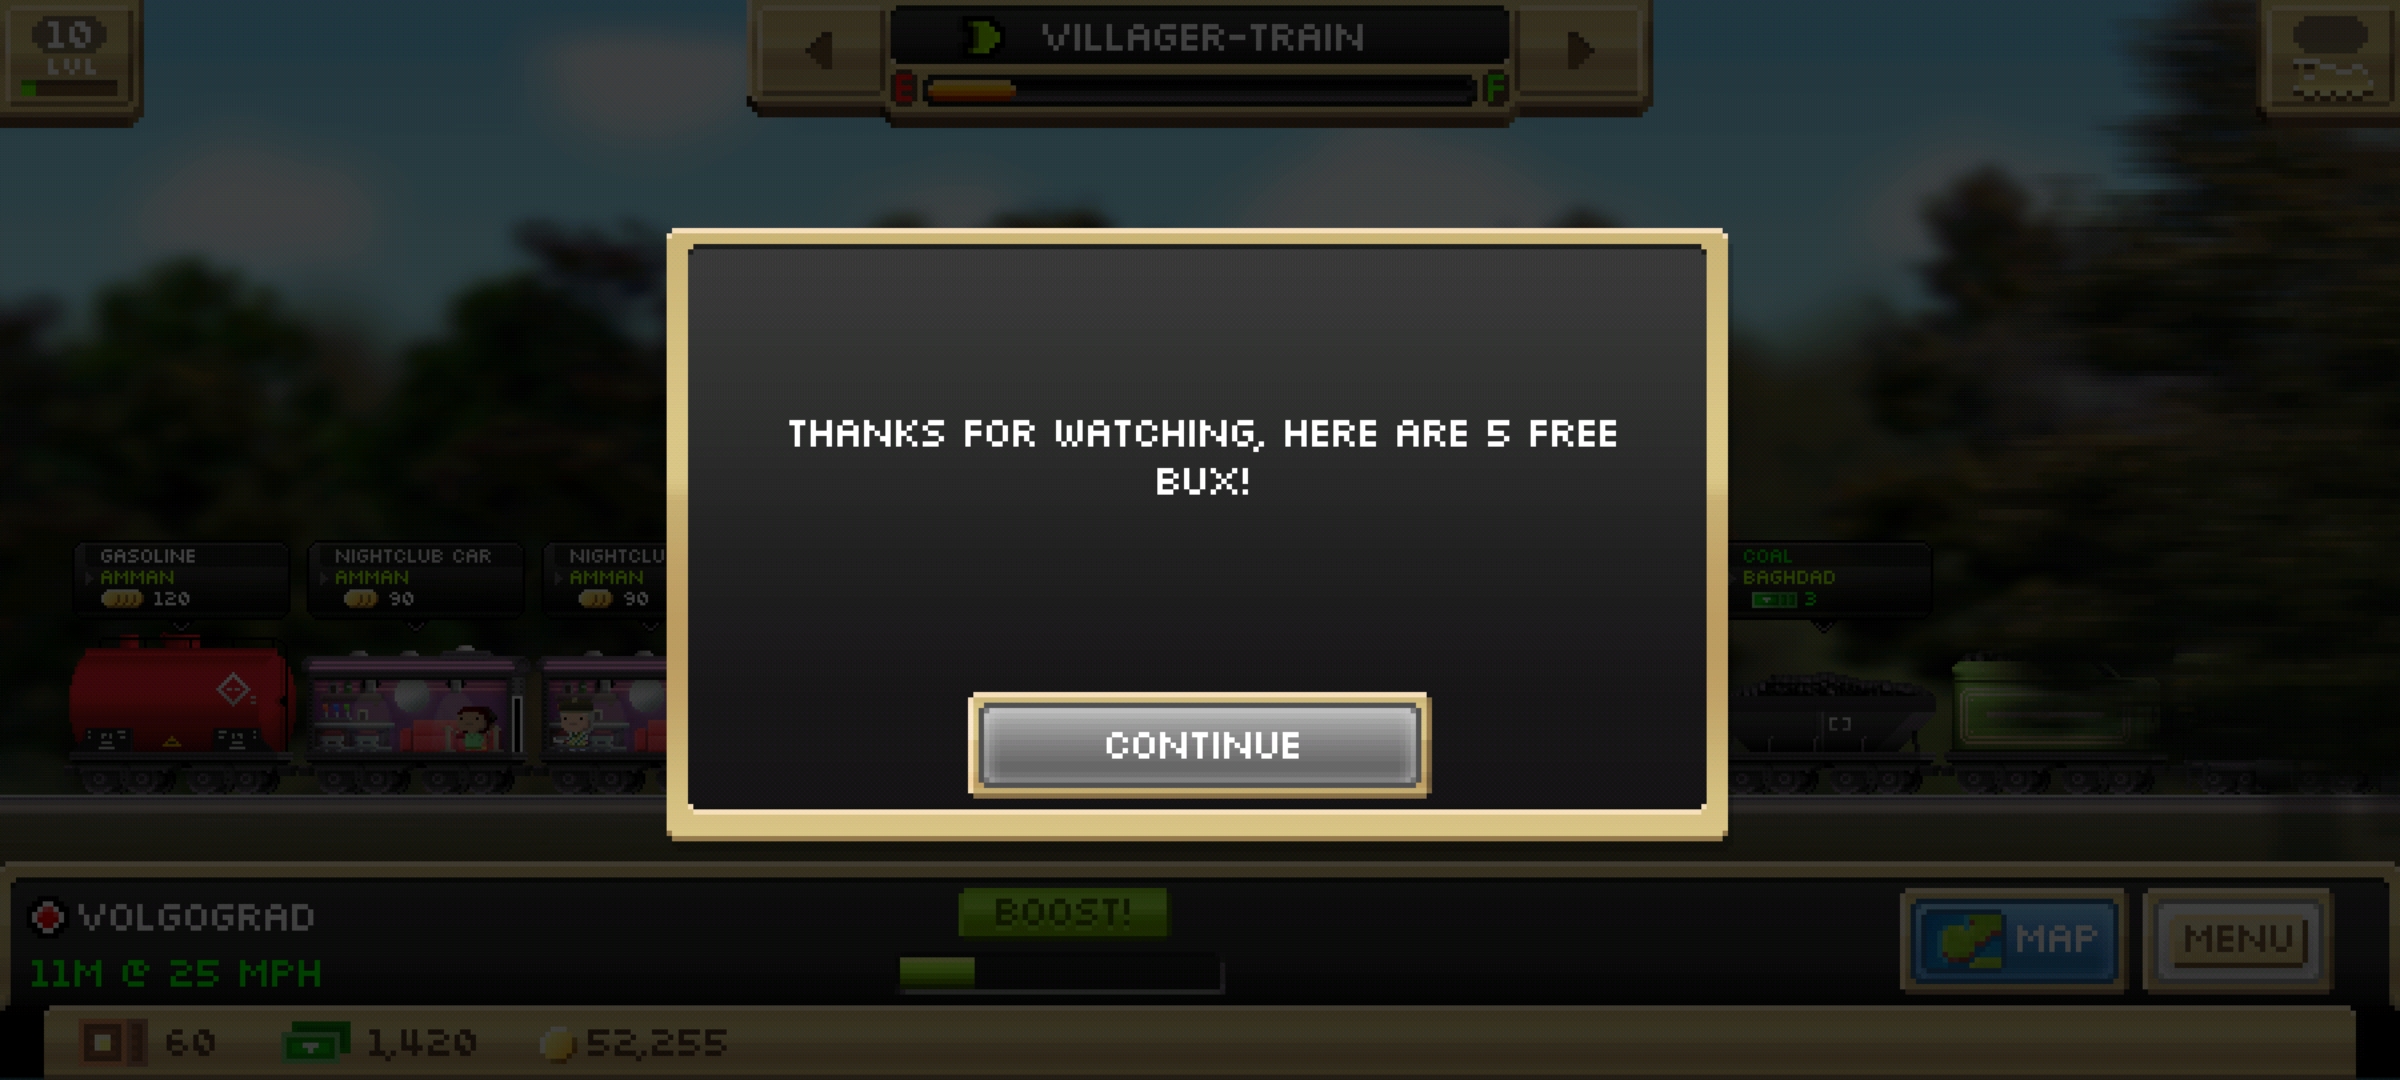 10
LVL
VILLAGER-TRAIN
E F
THANKS FOR WATCHING, HERE ARE 5 FREE
BUX!
CONTINUE
GASOLINE
AMMAN
120
NIGHTCLUB CAR
AMMAN
90
NIGHTCLU
AMMAN
90
COAL
BAGHDAD
3
VOLGOGRAD
11M @ 25 MPH
BOOST!
MAP
MENU
60 1,420 52,255